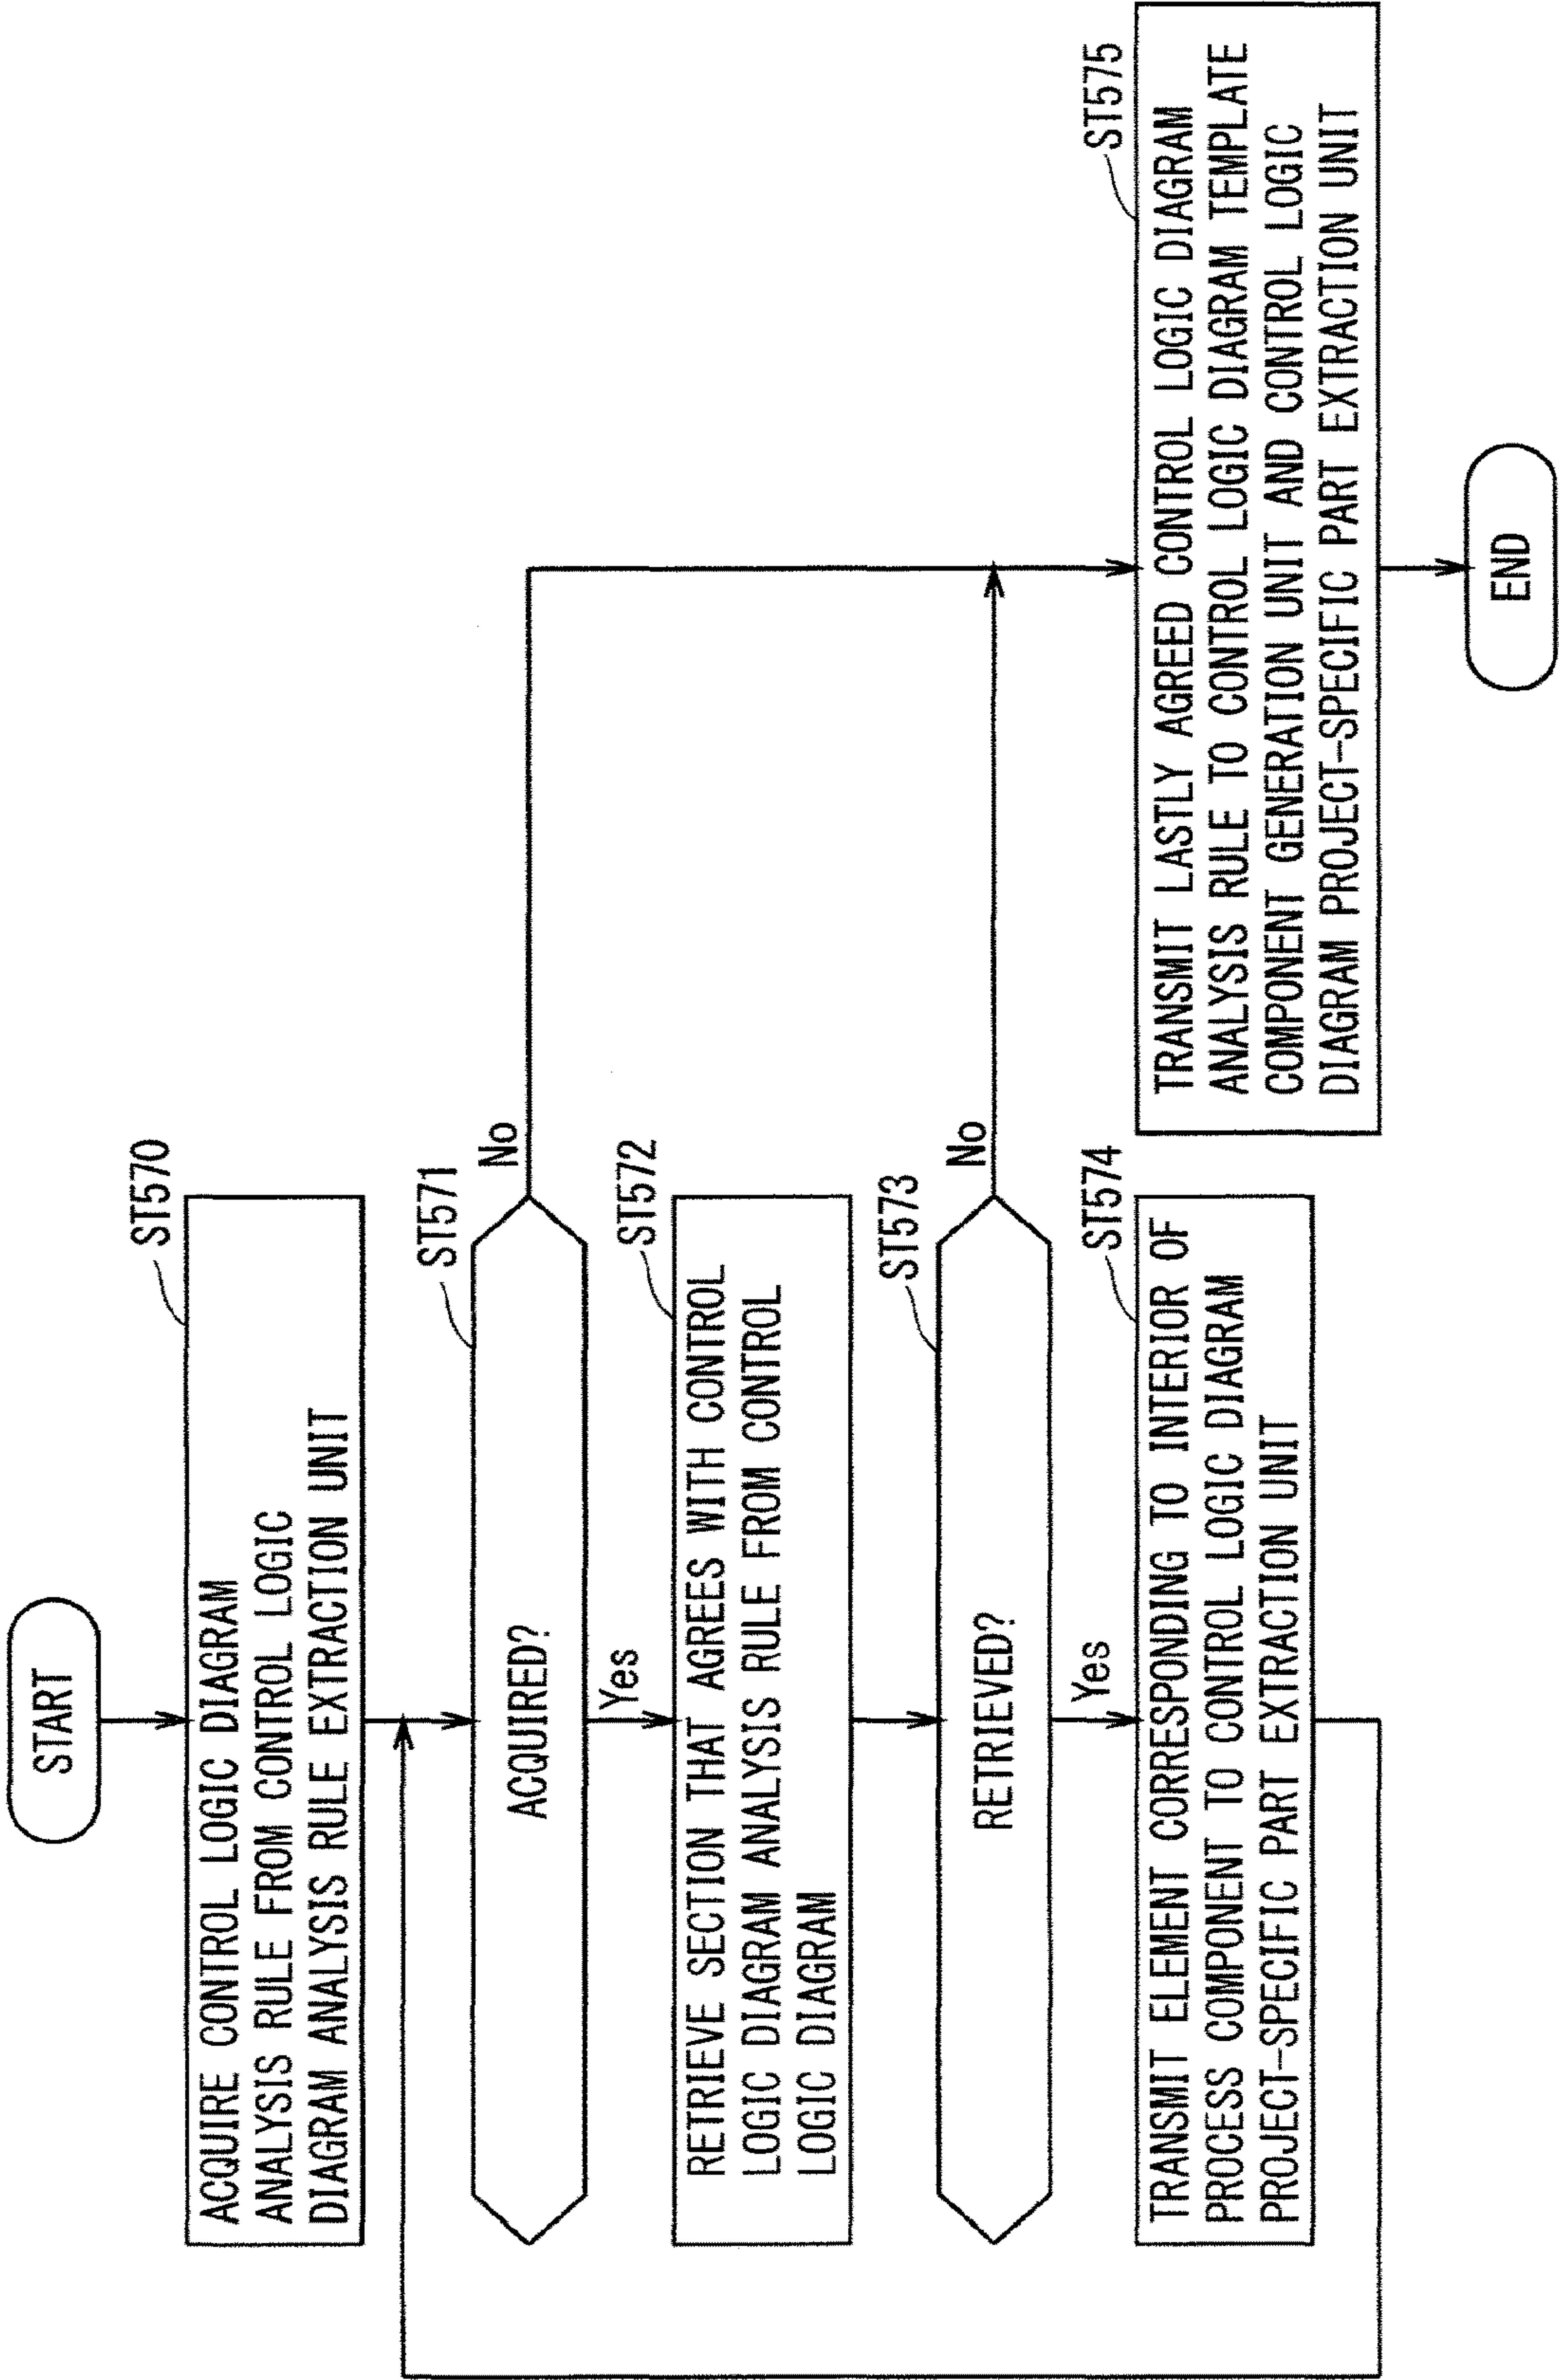 START
ST570
ACQUIRE CONTROL LOGIC DIAGRAM
ANALYSIS RULE FROM CONTROL LOGIC
DIAGRAM ANALYSIS RULE EXTRACTION UNIT
ST571
ACQUIRED?
No
Yes
ST572
RETRIEVE SECTION THAT AGREES WITH CONTROL
LOGIC DIAGRAM ANALYSIS RULE FROM CONTROL
LOGIC DIAGRAM
ST573
RETRIEVED?
No
Yes
ST574
TRANSMIT ELEMENT CORRESPONDING TO INTERIOR OF
PROCESS COMPONENT TO CONTROL LOGIC DIAGRAM
PROJECT-SPECIFIC PART EXTRACTION UNIT
ST575
TRANSMIT LASTLY AGREED CONTROL LOGIC DIAGRAM
ANALYSIS RULE TO CONTROL LOGIC DIAGRAM TEMPLATE
COMPONENT GENERATION UNIT AND CONTROL LOGIC
DIAGRAM PROJECT-SPECIFIC PART EXTRACTION UNIT
END